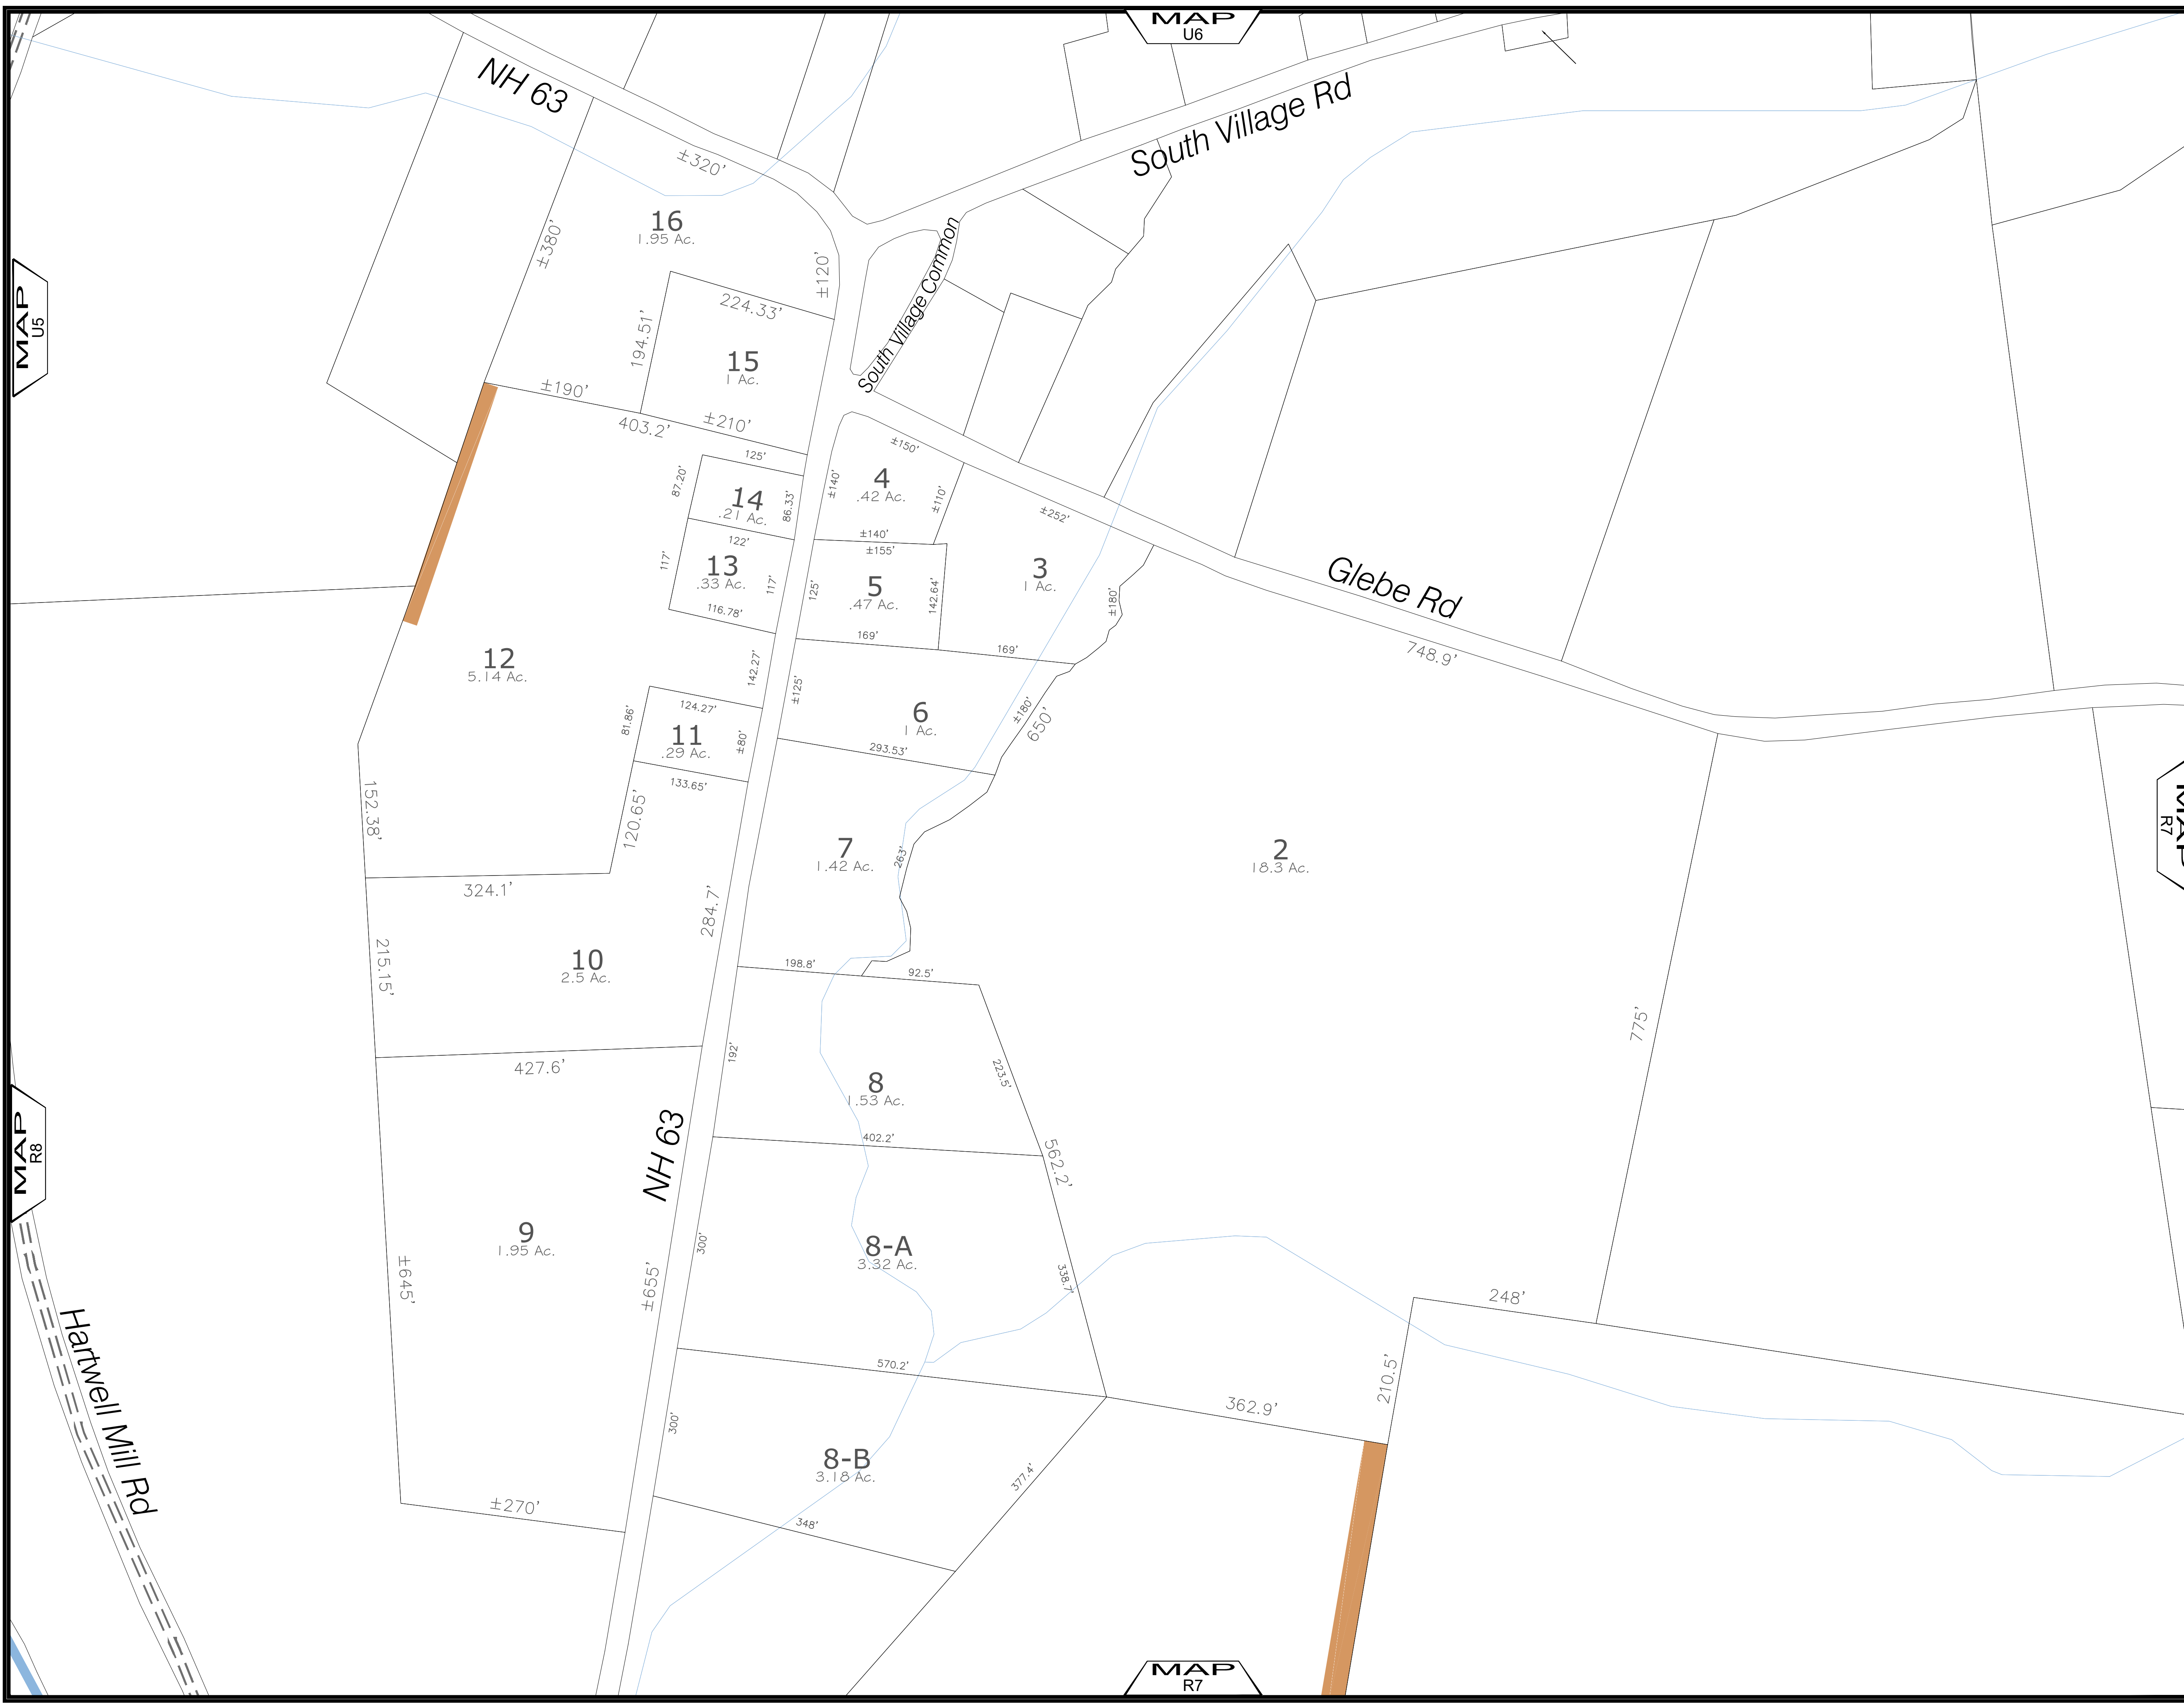 MAP
U6
NH 63
South Village Rd
±320'
16
1.95 Ac.
±380'
±120'
South Village Common
MAP
U5
224.33'
194.51'
15
1 Ac.
±190'
±210'
403.2'
125'
87.20'
14
.21 Ac.
86.33'
±140'
±150'
4
.42 Ac.
±110'
±252'
±140'
±155'
122'
117'
13
.33 Ac.
117'
125'
5
.47 Ac.
142.64'
3
1 Ac.
±180'
Glebe Rd
116.78'
169'
169'
748.9'
12
5.14 Ac.
142.27'
±125'
124.27'
81.86'
11
.29 Ac.
±80'
6
1 Ac.
±180'
650'
293.53'
133.65'
152.38'
120.65'
7
1.42 Ac.
263'
2
18.3 Ac.
MAP
R7
324.1'
284.7'
215.15'
10
2.5 Ac.
198.8'
92.5'
775'
427.6'
192'
8
1.53 Ac.
223.5'
MAP
R8
NH 63
402.2'
562.2'
9
1.95 Ac.
±645'
±655'
300'
8-A
3.32 Ac.
338.7'
248'
210.5'
570.2'
362.9'
Hartwell Mill Rd
300'
8-B
3.18 Ac.
377.4'
±270'
348'
MAP
R7